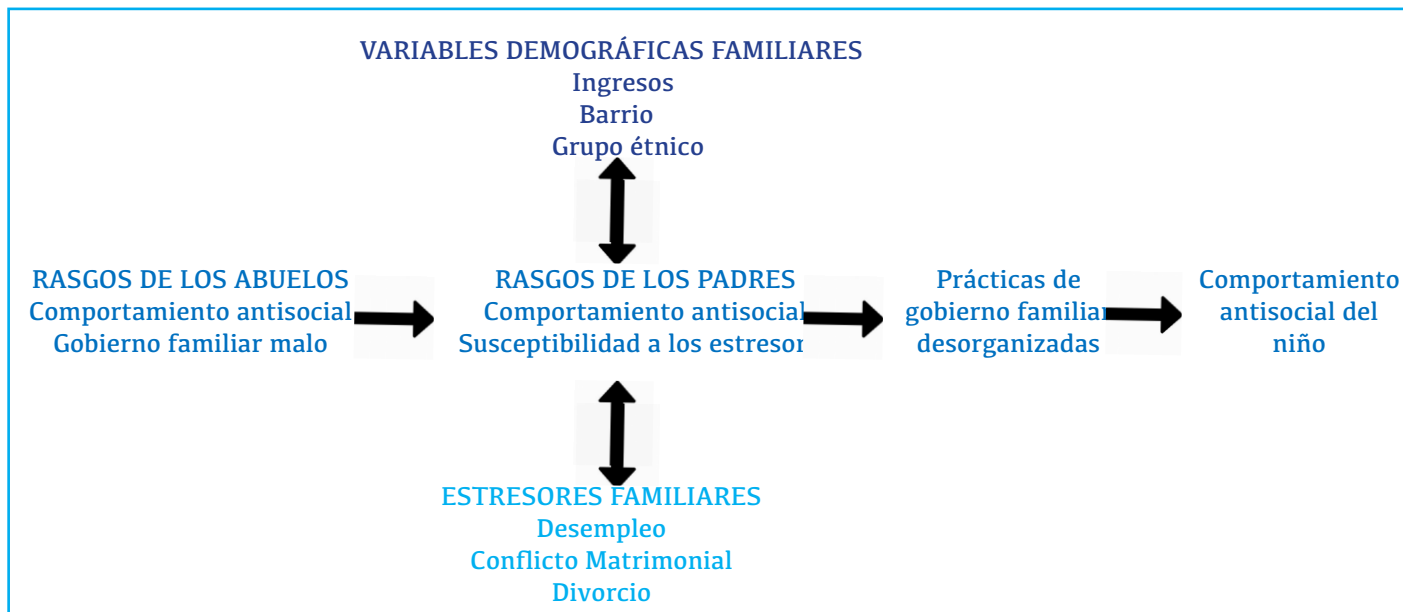 VARIABLES DEMOGRÁFICAS FAMILIARES
Ingresos
Barrio
Grupo étnico
RASGOS DE LOS ABUELOS
Comportamiento antisocial
Gobierno familiar malo
RASGOS DE LOS PADRES
Comportamiento antisocial
Susceptibilidad a los estresor
Prácticas de
gobierno familiar
desorganizadas
Comportamiento
antisocial del
niño
ESTRESORES FAMILIARES
Desempleo
Conflicto Matrimonial
Divorcio